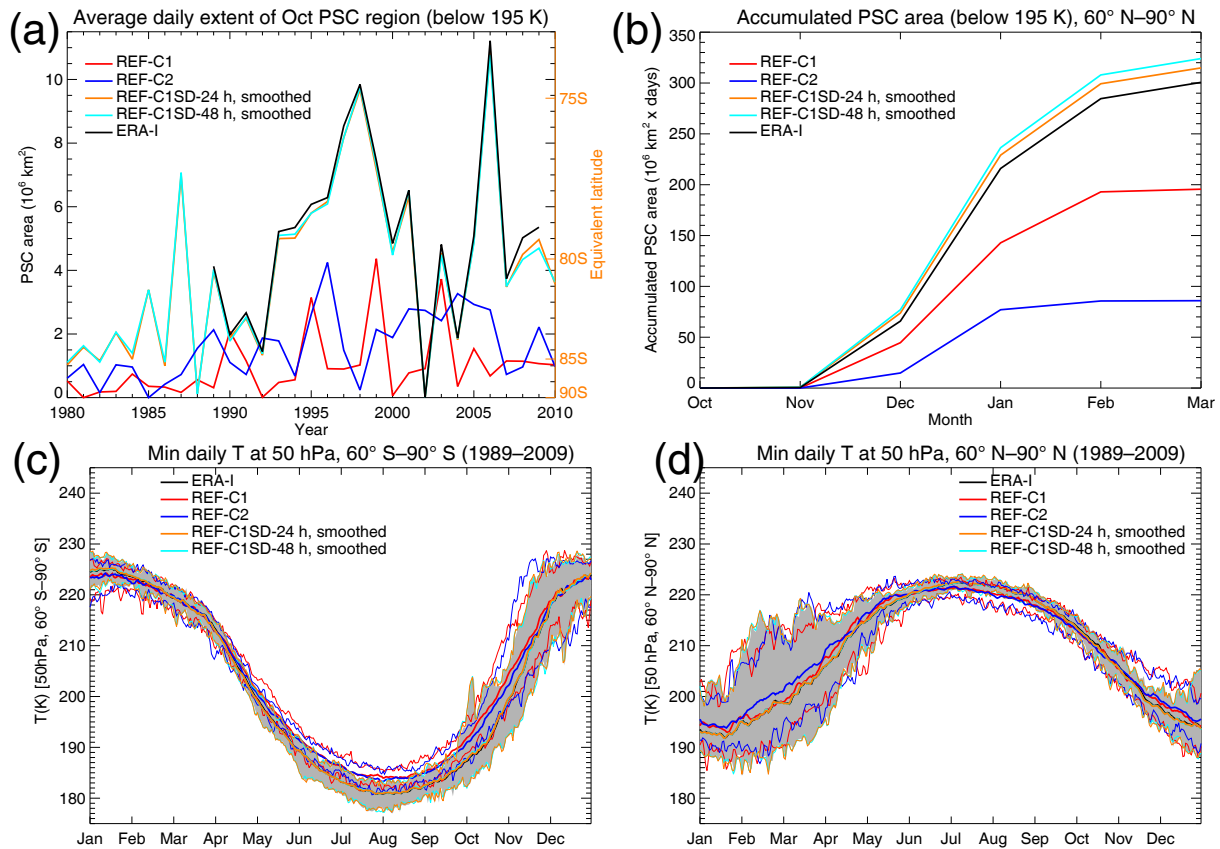 (a)
Average daily extent of Oct PSC region (below 195 K)
REF-C1
REF-C2
REF-C1SD-24 h, smoothed
REF-C1SD-48 h, smoothed
ERA-I
PSC area (10⁶ km²)
10
8
6
4
2
0
75S
80S
85S
90S
Equivalent latitude
1980 1985 1990 1995 2000 2005 2010
Year
(b)
Accumulated PSC area (below 195 K), 60° N–90° N
REF-C1
REF-C2
REF-C1SD-24 h, smoothed
REF-C1SD-48 h, smoothed
ERA-I
Accumulated PSC area (10⁶ km² x days)
350
300
250
200
150
100
50
0
Oct Nov Dec Jan Feb Mar
Month
(c)
Min daily T at 50 hPa, 60° S–90° S (1989–2009)
ERA-I
REF-C1
REF-C2
REF-C1SD-24 h, smoothed
REF-C1SD-48 h, smoothed
T(K) [50hPa, 60° S–90° S]
240
230
220
210
200
190
180
Jan Feb Mar Apr May Jun Jul Aug Sep Oct Nov Dec
(d)
Min daily T at 50 hPa, 60° N–90° N (1989–2009)
ERA-I
REF-C1
REF-C2
REF-C1SD-24 h, smoothed
REF-C1SD-48 h, smoothed
T(K) [50 hPa, 60° N–90° N]
240
230
220
210
200
190
180
Jan Feb Mar Apr May Jun Jul Aug Sep Oct Nov Dec